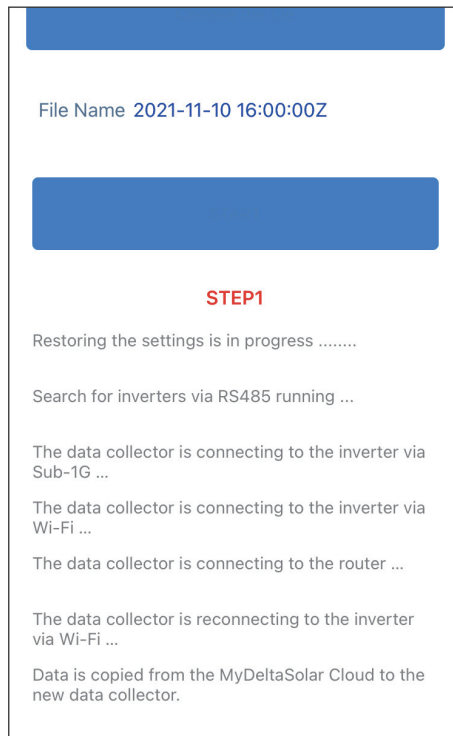 File Name 2021-11-10 16:00:00Z
STEP1
Restoring the settings is in progress ........
Search for inverters via RS485 running ...
The data collector is connecting to the inverter via
Sub-1G ...
The data collector is connecting to the inverter via
Wi-Fi ...
The data collector is connecting to the router ...
The data collector is reconnecting to the inverter
via Wi-Fi ...
Data is copied from the MyDeltaSolar Cloud to the
new data collector.